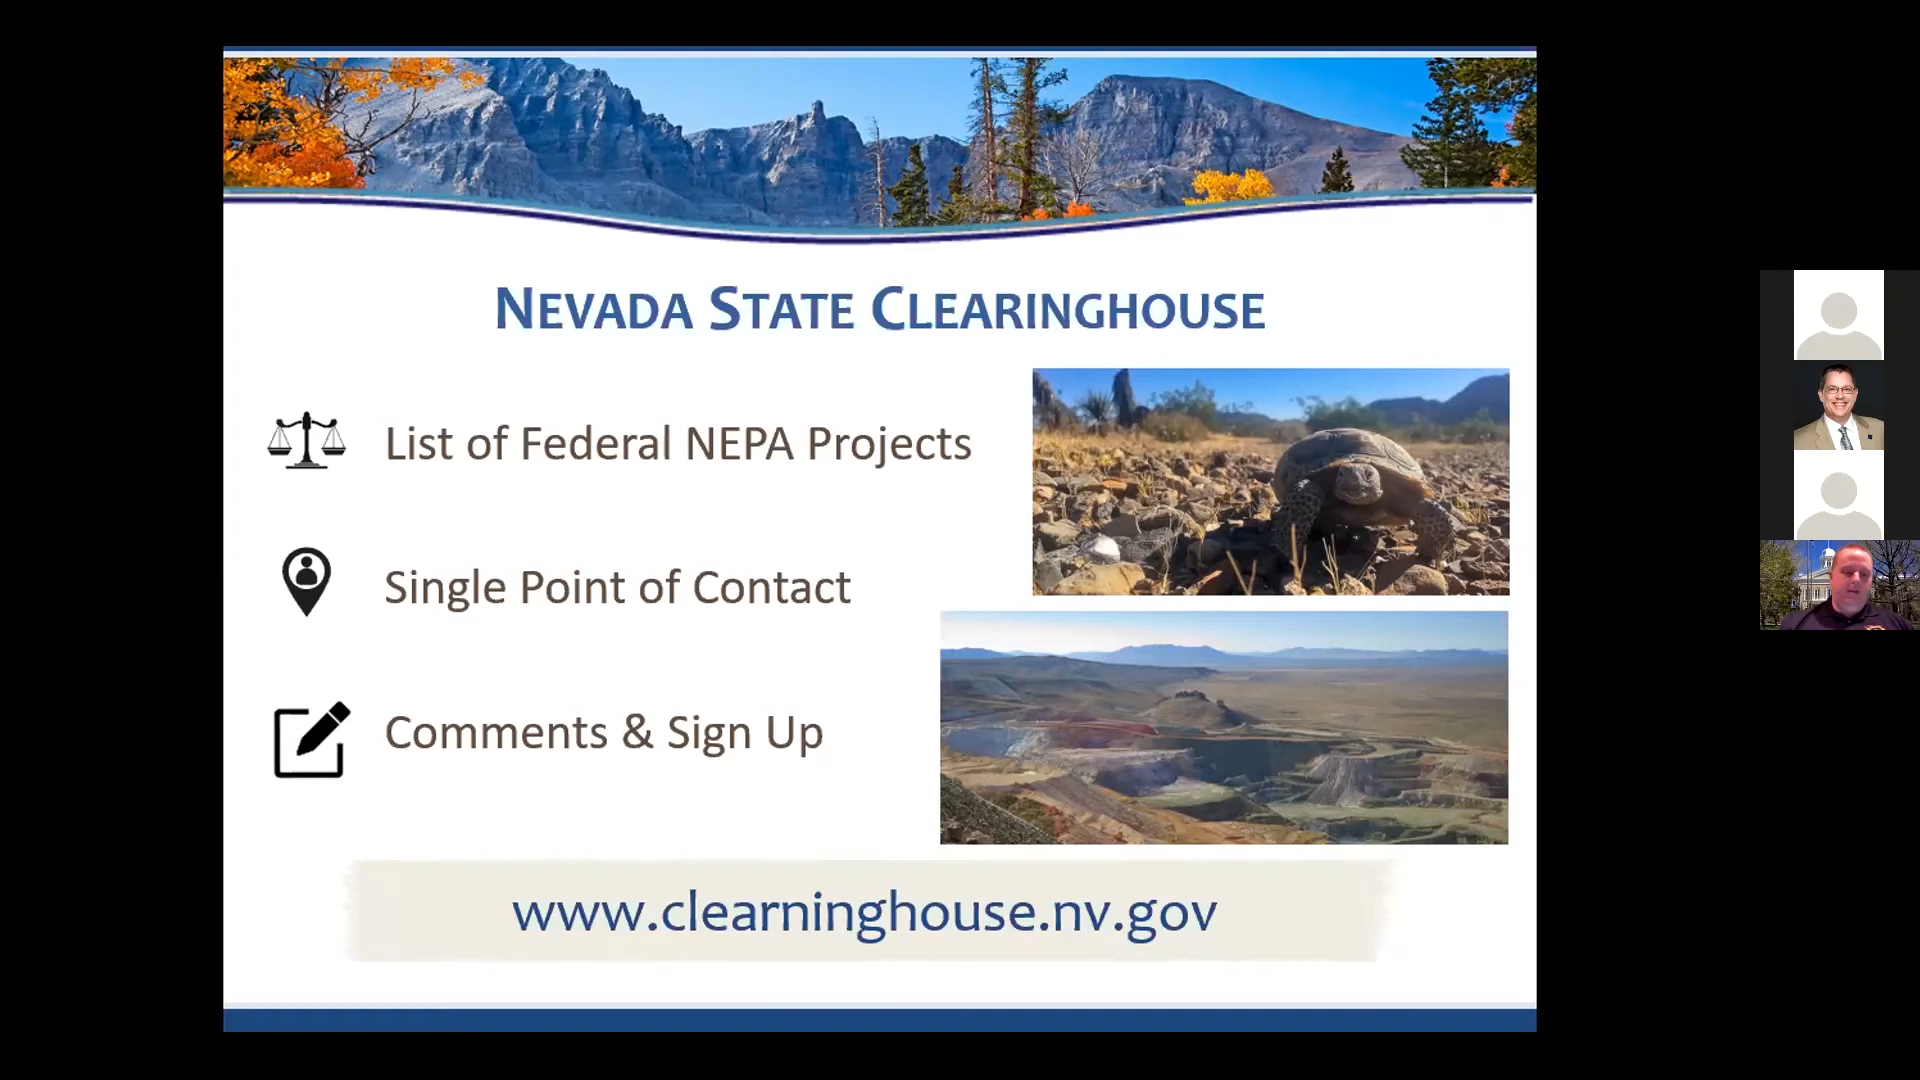 NEVADA STATE CLEARINGHOUSE
List of Federal NEPA Projects
Single Point of Contact
Comments & Sign Up
www.clearninghouse.nv.gov